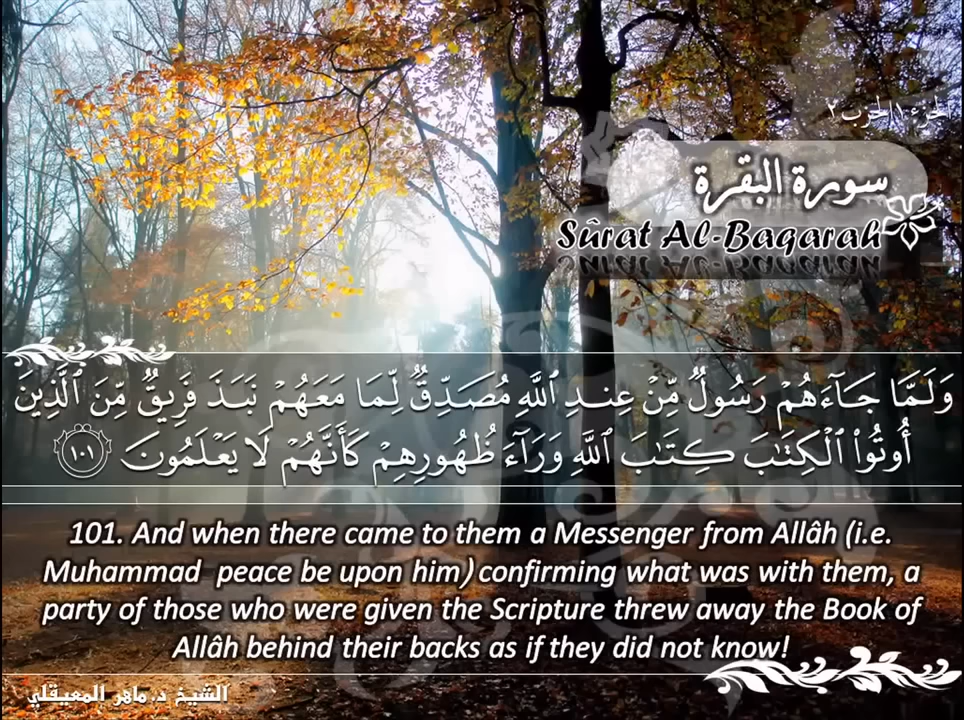 الجزء ١ الحزب ٢
سورة البقرة
Sûrat Al-Baqarah
وَلَمَّا جَآءَهُمْ رَسُولٌ مِّنْ عِندِ ٱللَّهِ مُصَدِّقٌ لِّمَا مَعَهُمْ نَبَذَ فَرِيقٌ مِّنَ ٱلَّذِينَ
أُوتُوا۟ ٱلْكِتَٰبَ كِتَٰبَ ٱللَّهِ وَرَآءَ ظُهُورِهِمْ كَأَنَّهُمْ لَا يَعْلَمُونَ ١٠١
101. And when there came to them a Messenger from Allâh (i.e.
Muhammad peace be upon him) confirming what was with them, a
party of those who were given the Scripture threw away the Book of
Allâh behind their backs as if they did not know!
الشيخ د. ماهر المعيقلي